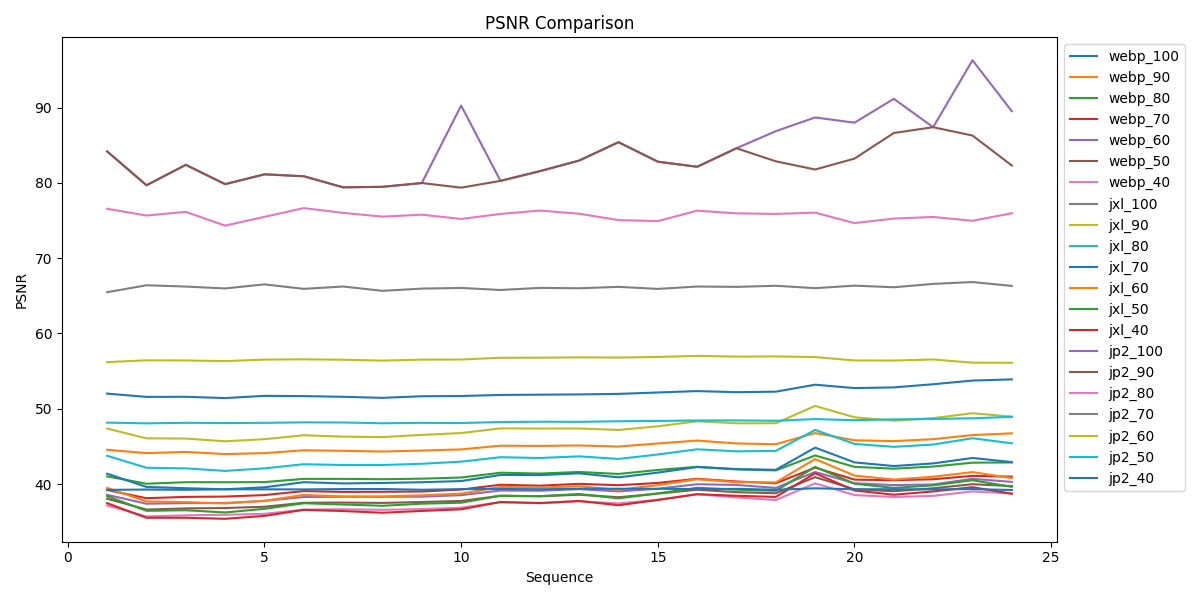 PSNR Comparison
PSNR
90
80
70
60
50
40
0
5
10
15
20
25
Sequence
webp_100
webp_90
webp_80
webp_70
webp_60
webp_50
webp_40
jxl_100
jxl_90
jxl_80
jxl_70
jxl_60
jxl_50
jxl_40
jp2_100
jp2_90
jp2_80
jp2_70
jp2_60
jp2_50
jp2_40